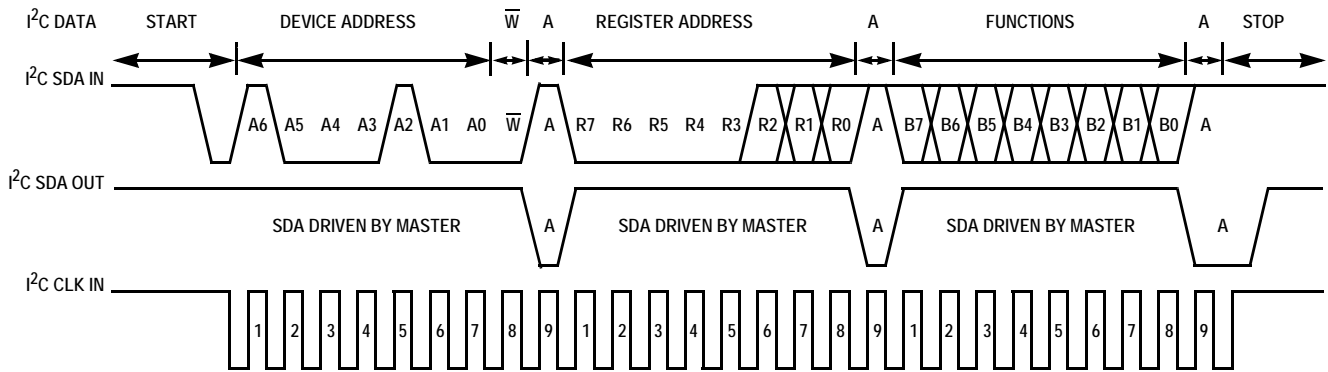 I²C DATA START DEVICE ADDRESS W̅ A REGISTER ADDRESS A FUNCTIONS A STOP
I²C SDA IN
A6 A5 A4 A3 A2 A1 A0 W̅ A R7 R6 R5 R4 R3 R2 R1 R0 A B7 B6 B5 B4 B3 B2 B1 B0 A
I²C SDA OUT
SDA DRIVEN BY MASTER A SDA DRIVEN BY MASTER A SDA DRIVEN BY MASTER A
I²C CLK IN
1 2 3 4 5 6 7 8 9 1 2 3 4 5 6 7 8 9 1 2 3 4 5 6 7 8 9